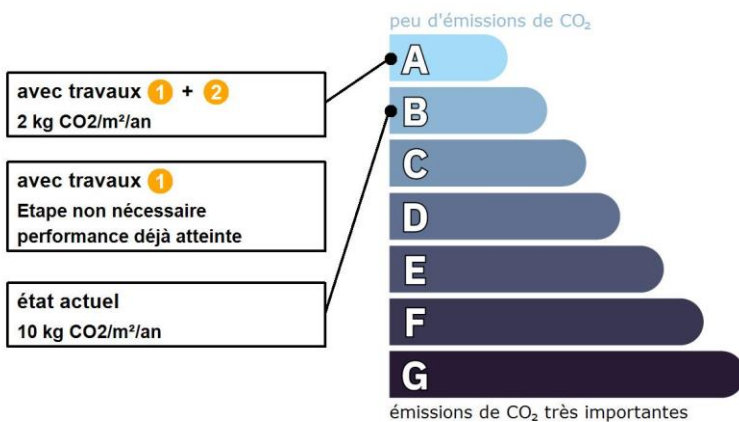 peu d'émissions de CO₂
A
avec travaux 1 + 2
2 kg CO2/m²/an
B
avec travaux 1
Etape non nécessaire
performance déjà atteinte
C
D
E
état actuel
10 kg CO2/m²/an
F
G
émissions de CO₂ très importantes